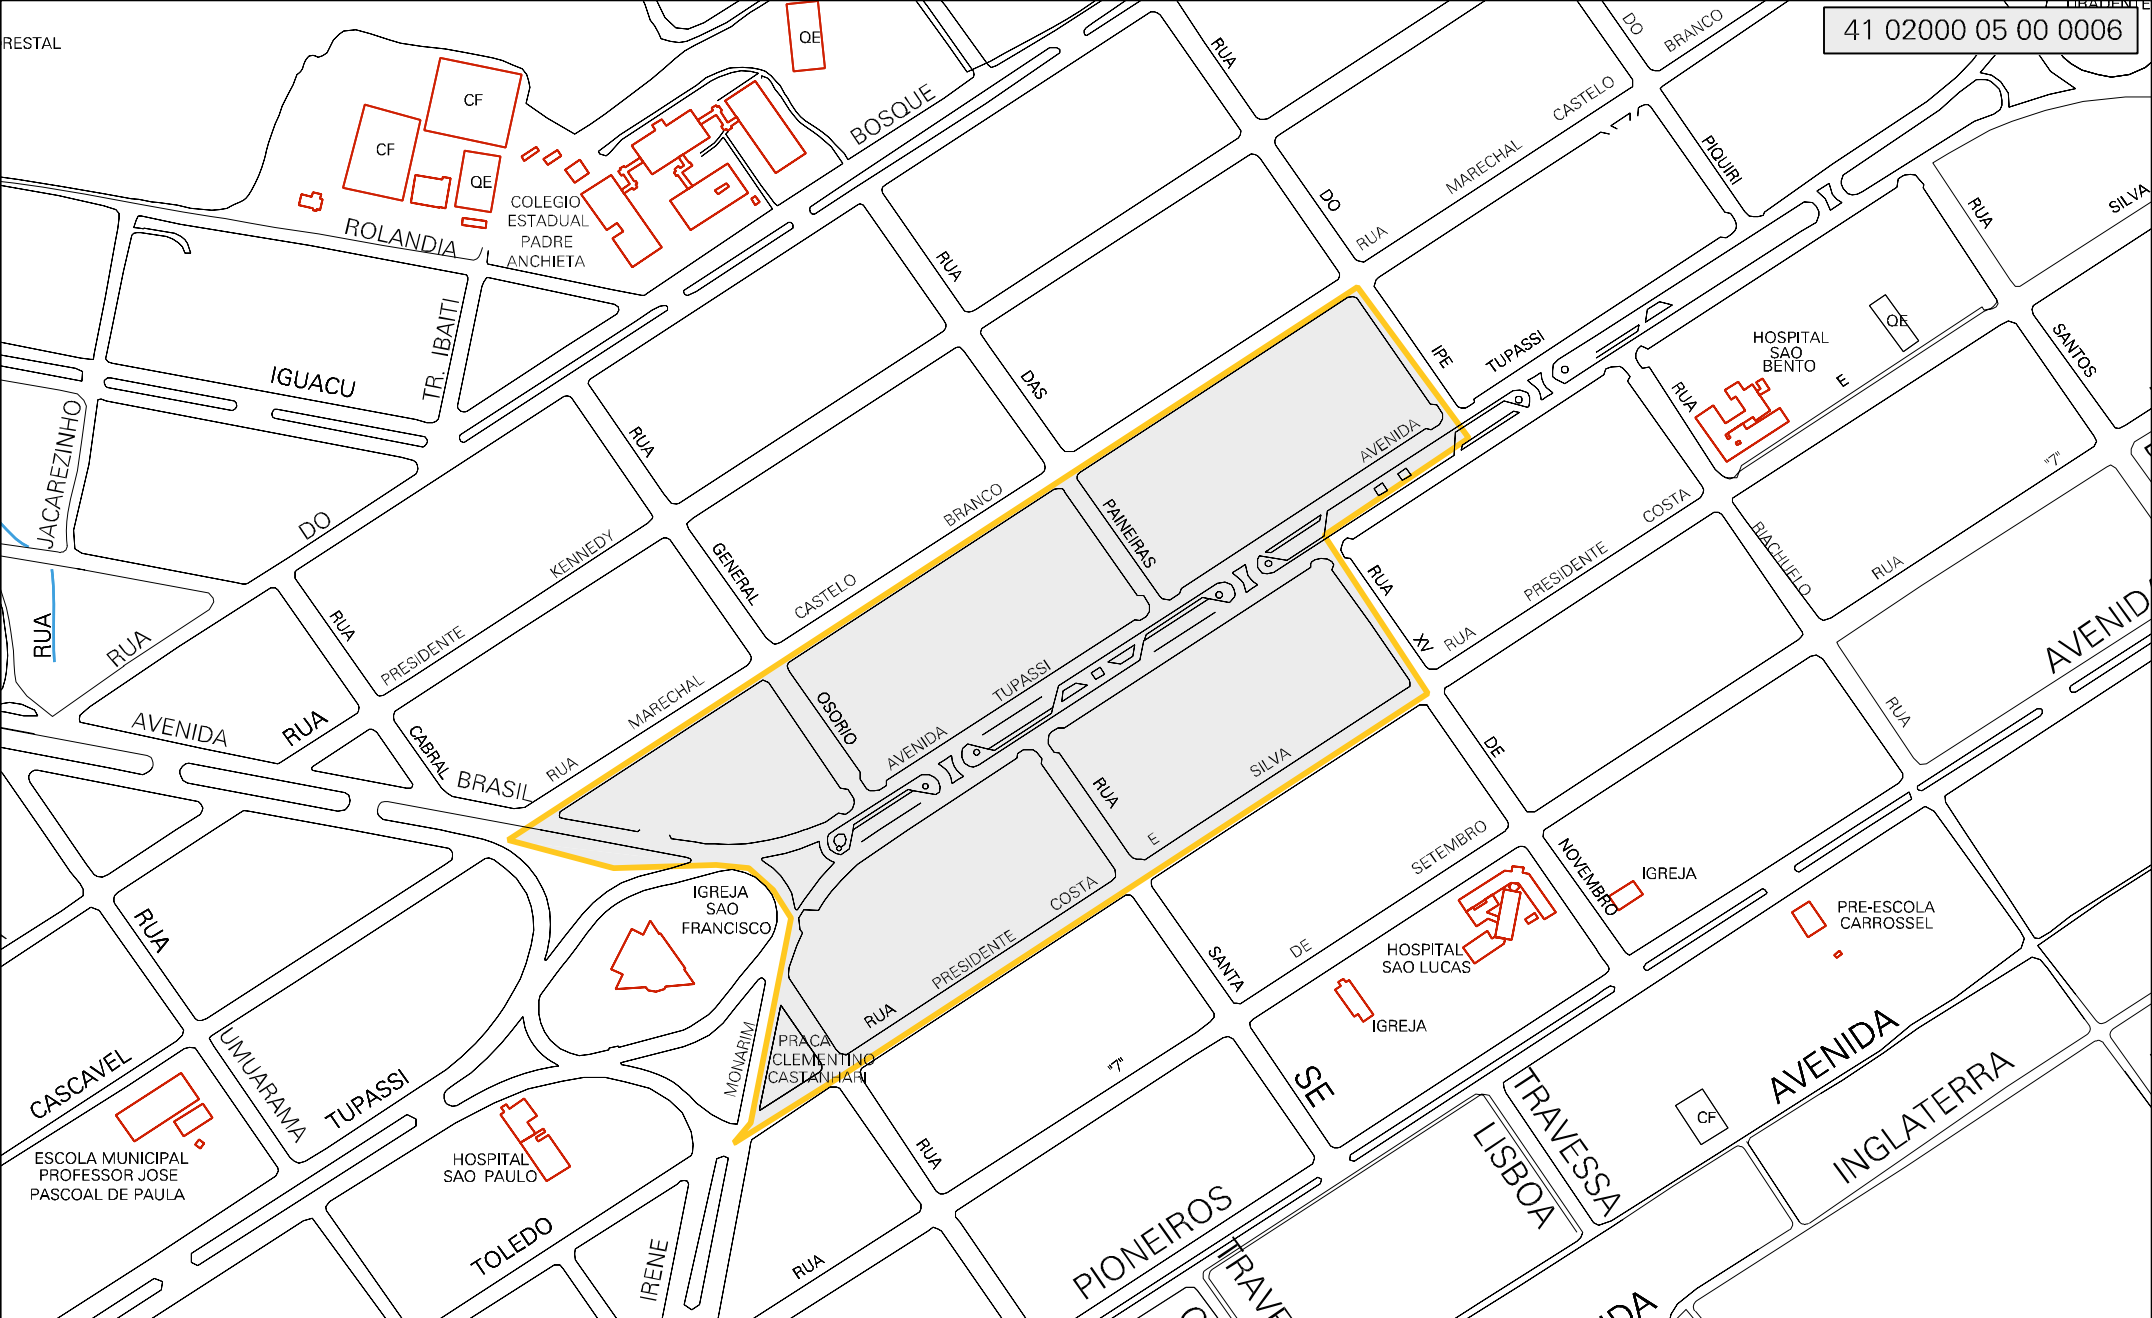 RESTAL
TIRADENTE
41 02000 05 00 0006
QE
CF
CF
QE
COLEGIO
ESTADUAL
PADRE
ANCHIETA
BOSQUE
RUA
DO
BRANCO
CASTELO
MARECHAL
RUA
PIQUIRI
RUA
SILVA
ROLANDIA
TR. IBAITI
IGUACU
JACAREZINHO
RUA
DO
IPE
TUPASSI
HOSPITAL
SAO
BENTO
QE
E
RUA
SANTOS
RUA
DAS
PAINEIRAS
AVENIDA
BRANCO
CASTELO
MARECHAL
RUA
DO
RUA
GENERAL
OSORIO
KENNEDY
PRESIDENTE
RUA
RUA
RUA
CABRAL
AVENIDA
BRASIL
RUA
AVENIDA
TUPASSI
RUA
XV
DE
NOVEMBRO
COSTA
PRESIDENTE
RUA
RIACHUELO
"7"
RUA
AVENID
RUA
SILVA
E
RUA
SANTA
SE
SETEMBRO
DE
"7"
COSTA
PRESIDENTE
RUA
IGREJA
SAO
FRANCISCO
PRACA
CLEMENTINO
CASTANHARI
MONARIM
IRENE
RUA
UMUARAMA
CASCAVEL
TUPASSI
ESCOLA MUNICIPAL
PROFESSOR JOSE
PASCOAL DE PAULA
HOSPITAL
SAO PAULO
TOLEDO
RUA
RUA
PIONEIROS
HOSPITAL
SAO LUCAS
IGREJA
IGREJA
PRE-ESCOLA
CARROSSEL
CF
AVENIDA
INGLATERRA
TRAVESSA
LISBOA